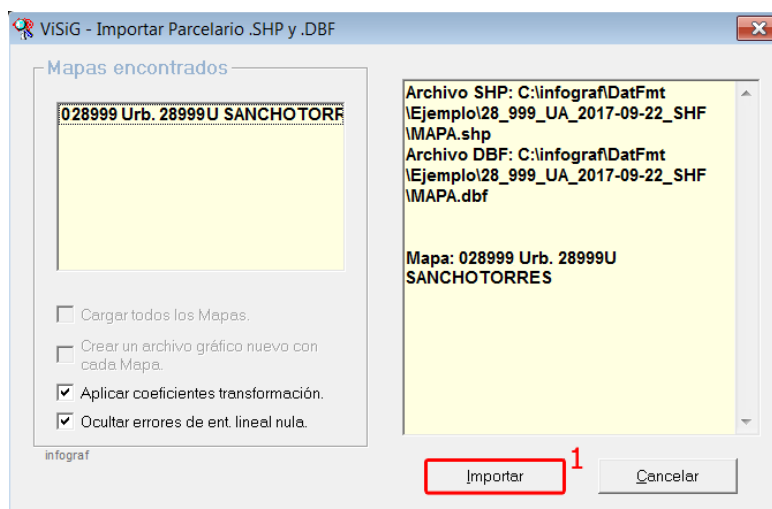 ViSiG - Importar Parcelario .SHP y .DBF
Mapas encontrados
028999 Urb. 28999U SANCHOTORR
Cargar todos los Mapas.
Crear un archivo gráfico nuevo con
cada Mapa.
Aplicar coeficientes transformación.
Ocultar errores de ent. lineal nula.
infograf
Archivo SHP: C:\infograf\DatFmt
\Ejemplo\28_999_UA_2017-09-22_SHF
\MAPA.shp
Archivo DBF: C:\infograf\DatFmt
\Ejemplo\28_999_UA_2017-09-22_SHF
\MAPA.dbf
Mapa: 028999 Urb. 28999U
SANCHOTORRES
Importar
1
Cancelar